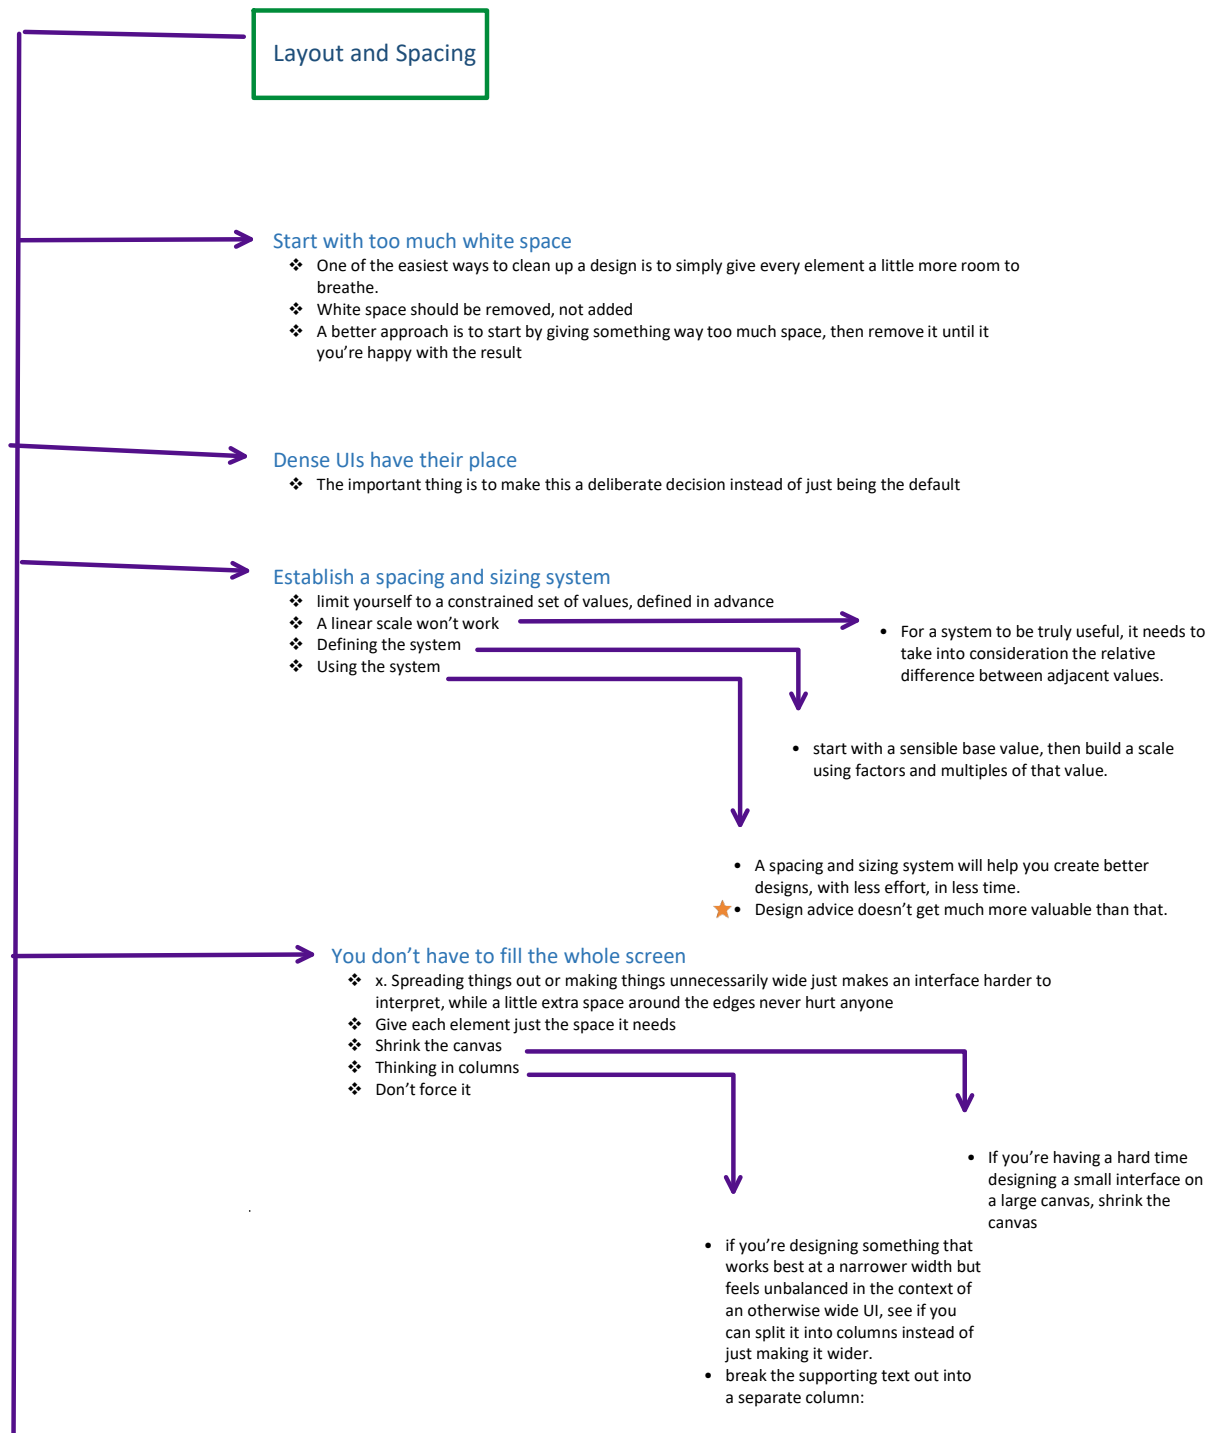 Layout and Spacing
Start with too much white space
❖ One of the easiest ways to clean up a design is to simply give every element a little more room to
breathe.
❖ White space should be removed, not added
❖ A better approach is to start by giving something way too much space, then remove it until it
you’re happy with the result
Dense UIs have their place
❖ The important thing is to make this a deliberate decision instead of just being the default
Establish a spacing and sizing system
❖ limit yourself to a constrained set of values, defined in advance
❖ A linear scale won’t work
❖ Defining the system
❖ Using the system
• For a system to be truly useful, it needs to
take into consideration the relative
difference between adjacent values.
• start with a sensible base value, then build a scale
using factors and multiples of that value.
• A spacing and sizing system will help you create better
designs, with less effort, in less time.
• Design advice doesn’t get much more valuable than that.
You don’t have to fill the whole screen
❖ x. Spreading things out or making things unnecessarily wide just makes an interface harder to
interpret, while a little extra space around the edges never hurt anyone
❖ Give each element just the space it needs
❖ Shrink the canvas
❖ Thinking in columns
❖ Don’t force it
• If you’re having a hard time
designing a small interface on
a large canvas, shrink the
canvas
.
• if you’re designing something that
works best at a narrower width but
feels unbalanced in the context of
an otherwise wide UI, see if you
can split it into columns instead of
just making it wider.
• break the supporting text out into
a separate column: